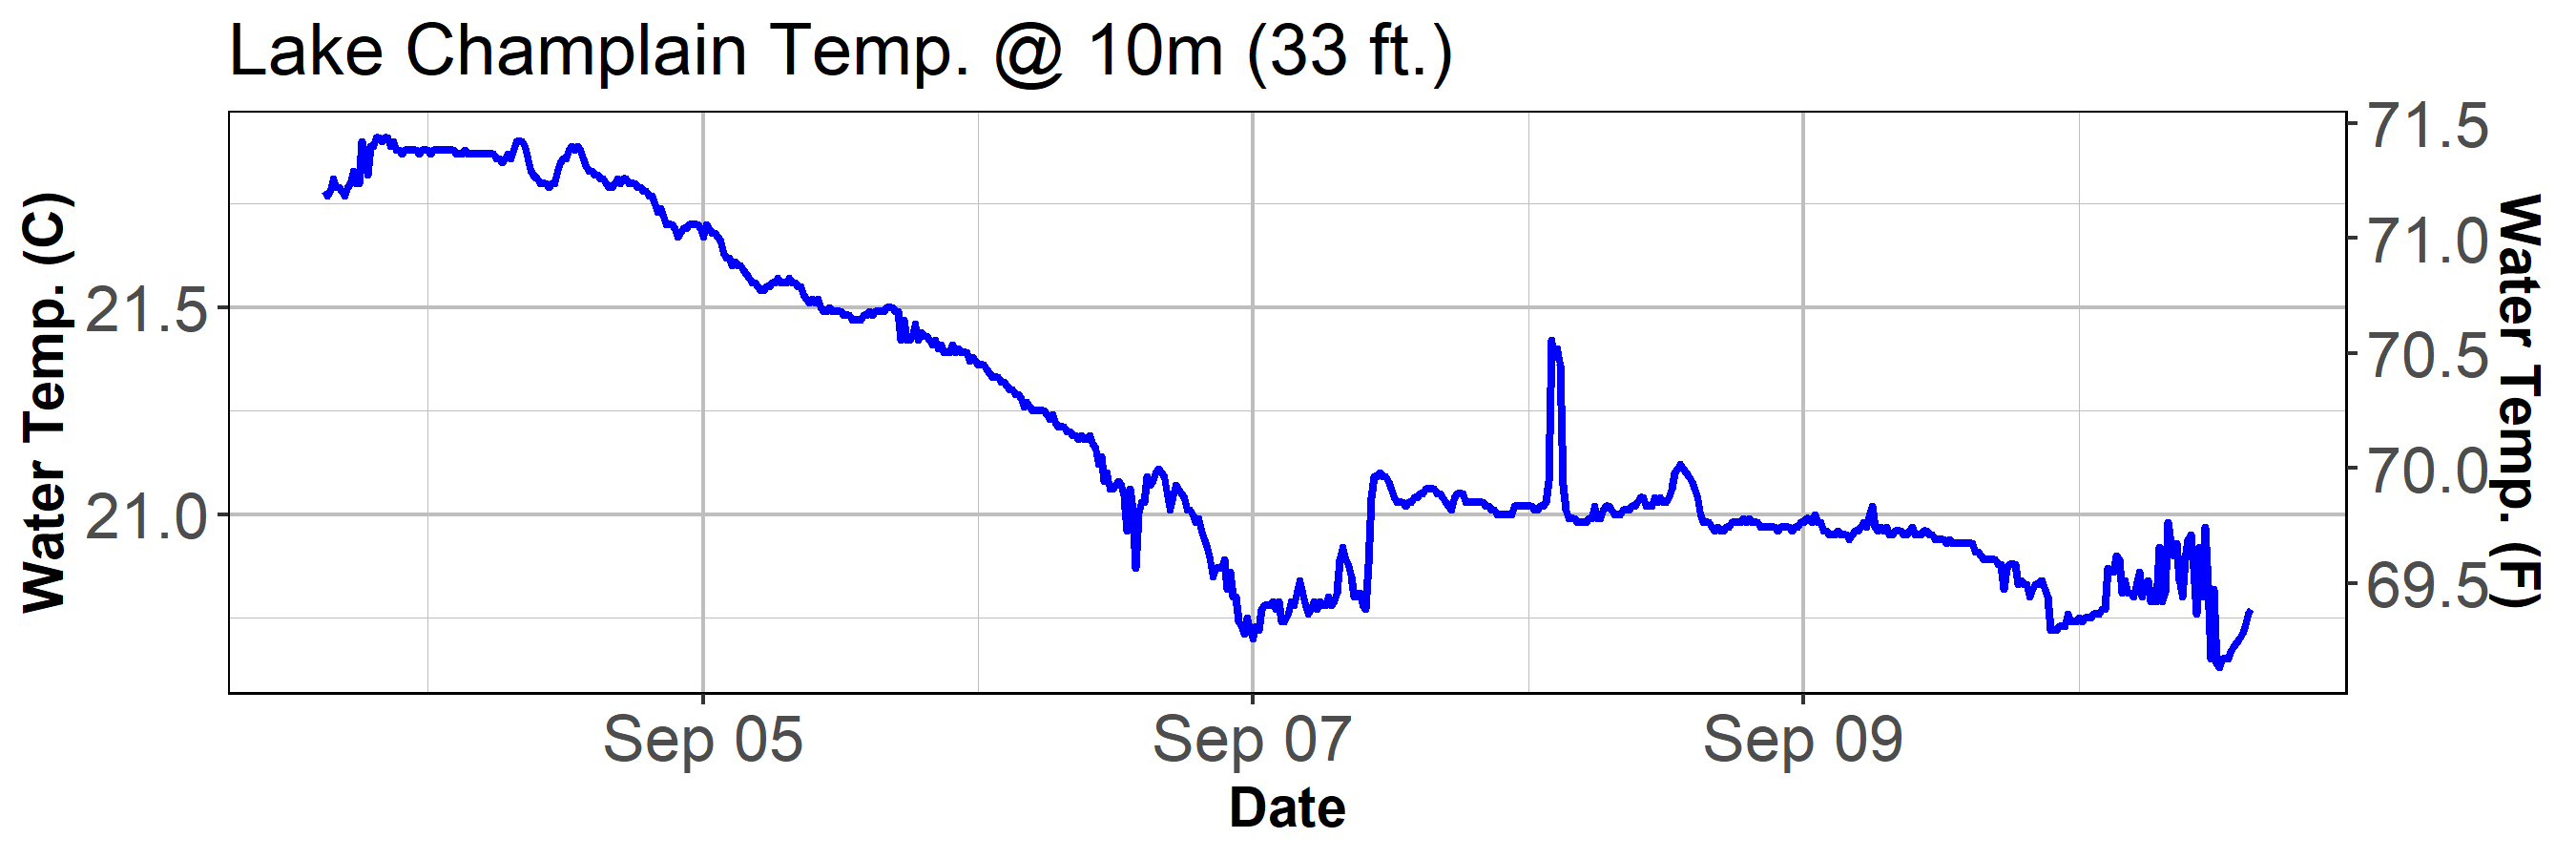 Lake Champlain Temp. @ 10m (33 ft.)
Water Temp. (C)
21.5
21.0
71.5
71.0
70.5
70.0
69.5
Water Temp. (F)
Sep 05
Sep 07
Sep 09
Date